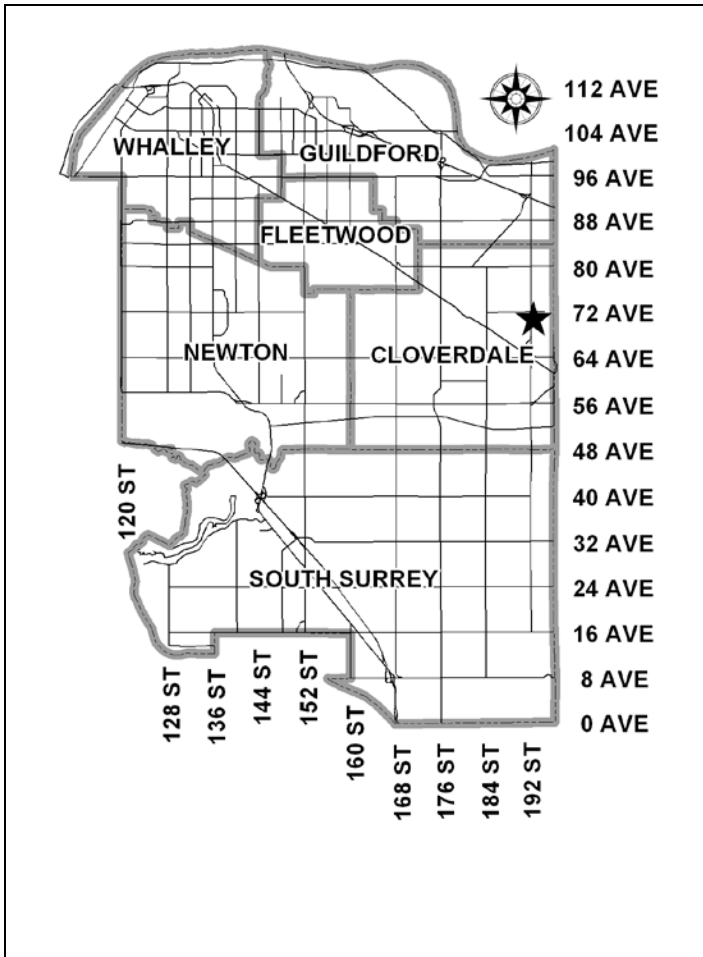 112 AVE
104 AVE
WHALLEY
GUILDFORD
96 AVE
88 AVE
FLEETWOOD
80 AVE
72 AVE
NEWTON
CLOVERDALE
64 AVE
56 AVE
48 AVE
120 ST
40 AVE
32 AVE
SOUTH SURREY
24 AVE
16 AVE
8 AVE
0 AVE
128 ST
136 ST
144 ST
152 ST
160 ST
168 ST
176 ST
184 ST
192 ST